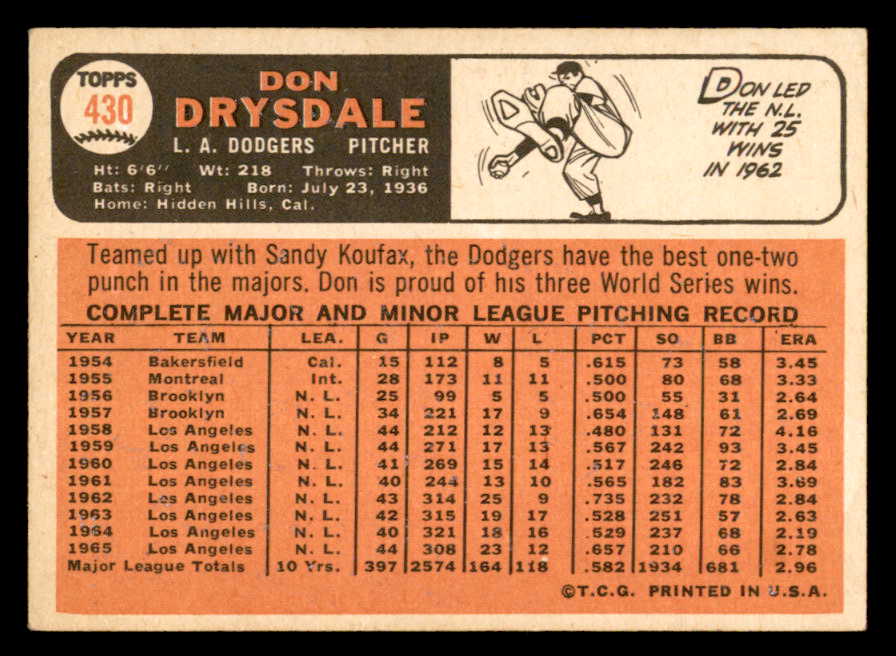 TOPPS
430
DON
DRYSDALE
L. A. DODGERS PITCHER
Ht: 6'6" Wt: 218 Throws: Right
Bats: Right Born: July 23, 1936
Home: Hidden Hills, Cal.
DON LED
THE N.L.
WITH 25
WINS
IN 1962
Teamed up with Sandy Koufax, the Dodgers have the best one-two
punch in the majors. Don is proud of his three World Series wins.
COMPLETE MAJOR AND MINOR LEAGUE PITCHING RECORD
YEAR TEAM LEA. G IP W L PCT SO BB ERA
1954 Bakersfield Cal. 15 112 8 5 .615 73 58 3.45
1955 Montreal Int. 28 173 11 11 .500 80 68 3.33
1956 Brooklyn N. L. 25 99 5 5 .500 55 31 2.64
1957 Brooklyn N. L. 34 221 17 9 .654 148 61 2.69
1958 Los Angeles N. L. 44 212 12 13 .480 131 72 4.16
1959 Los Angeles N. L. 44 271 17 13 .567 242 93 3.45
1960 Los Angeles N. L. 41 269 15 14 .517 246 72 2.84
1961 Los Angeles N. L. 40 244 13 10 .565 182 83 3.69
1962 Los Angeles N. L. 43 314 25 9 .735 232 78 2.84
1963 Los Angeles N. L. 42 315 19 17 .528 251 57 2.63
1964 Los Angeles N. L. 40 321 18 16 .529 237 68 2.19
1965 Los Angeles N. L. 44 308 23 12 .657 210 66 2.78
Major League Totals 10 Yrs. 397 2574 164 118 .582 1934 681 2.96
©T.C.G. PRINTED IN U.S.A.